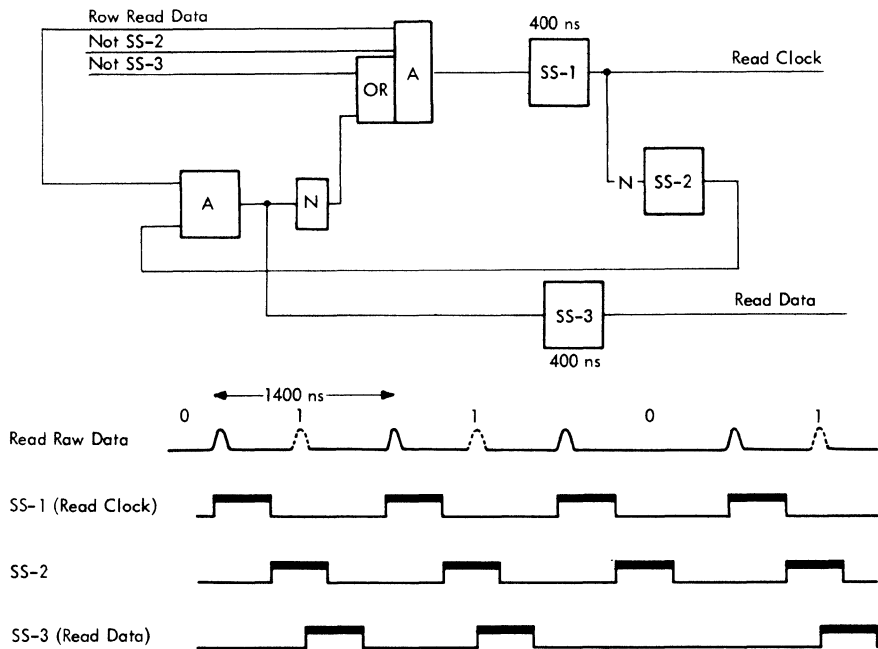 Row Read Data
Not SS-2
Not SS-3
OR
A
400 ns
SS-1
Read Clock
N
SS-2
A
N
SS-3
400 ns
Read Data
1400 ns
0 1 1 0 1
Read Raw Data
SS-1 (Read Clock)
SS-2
SS-3 (Read Data)